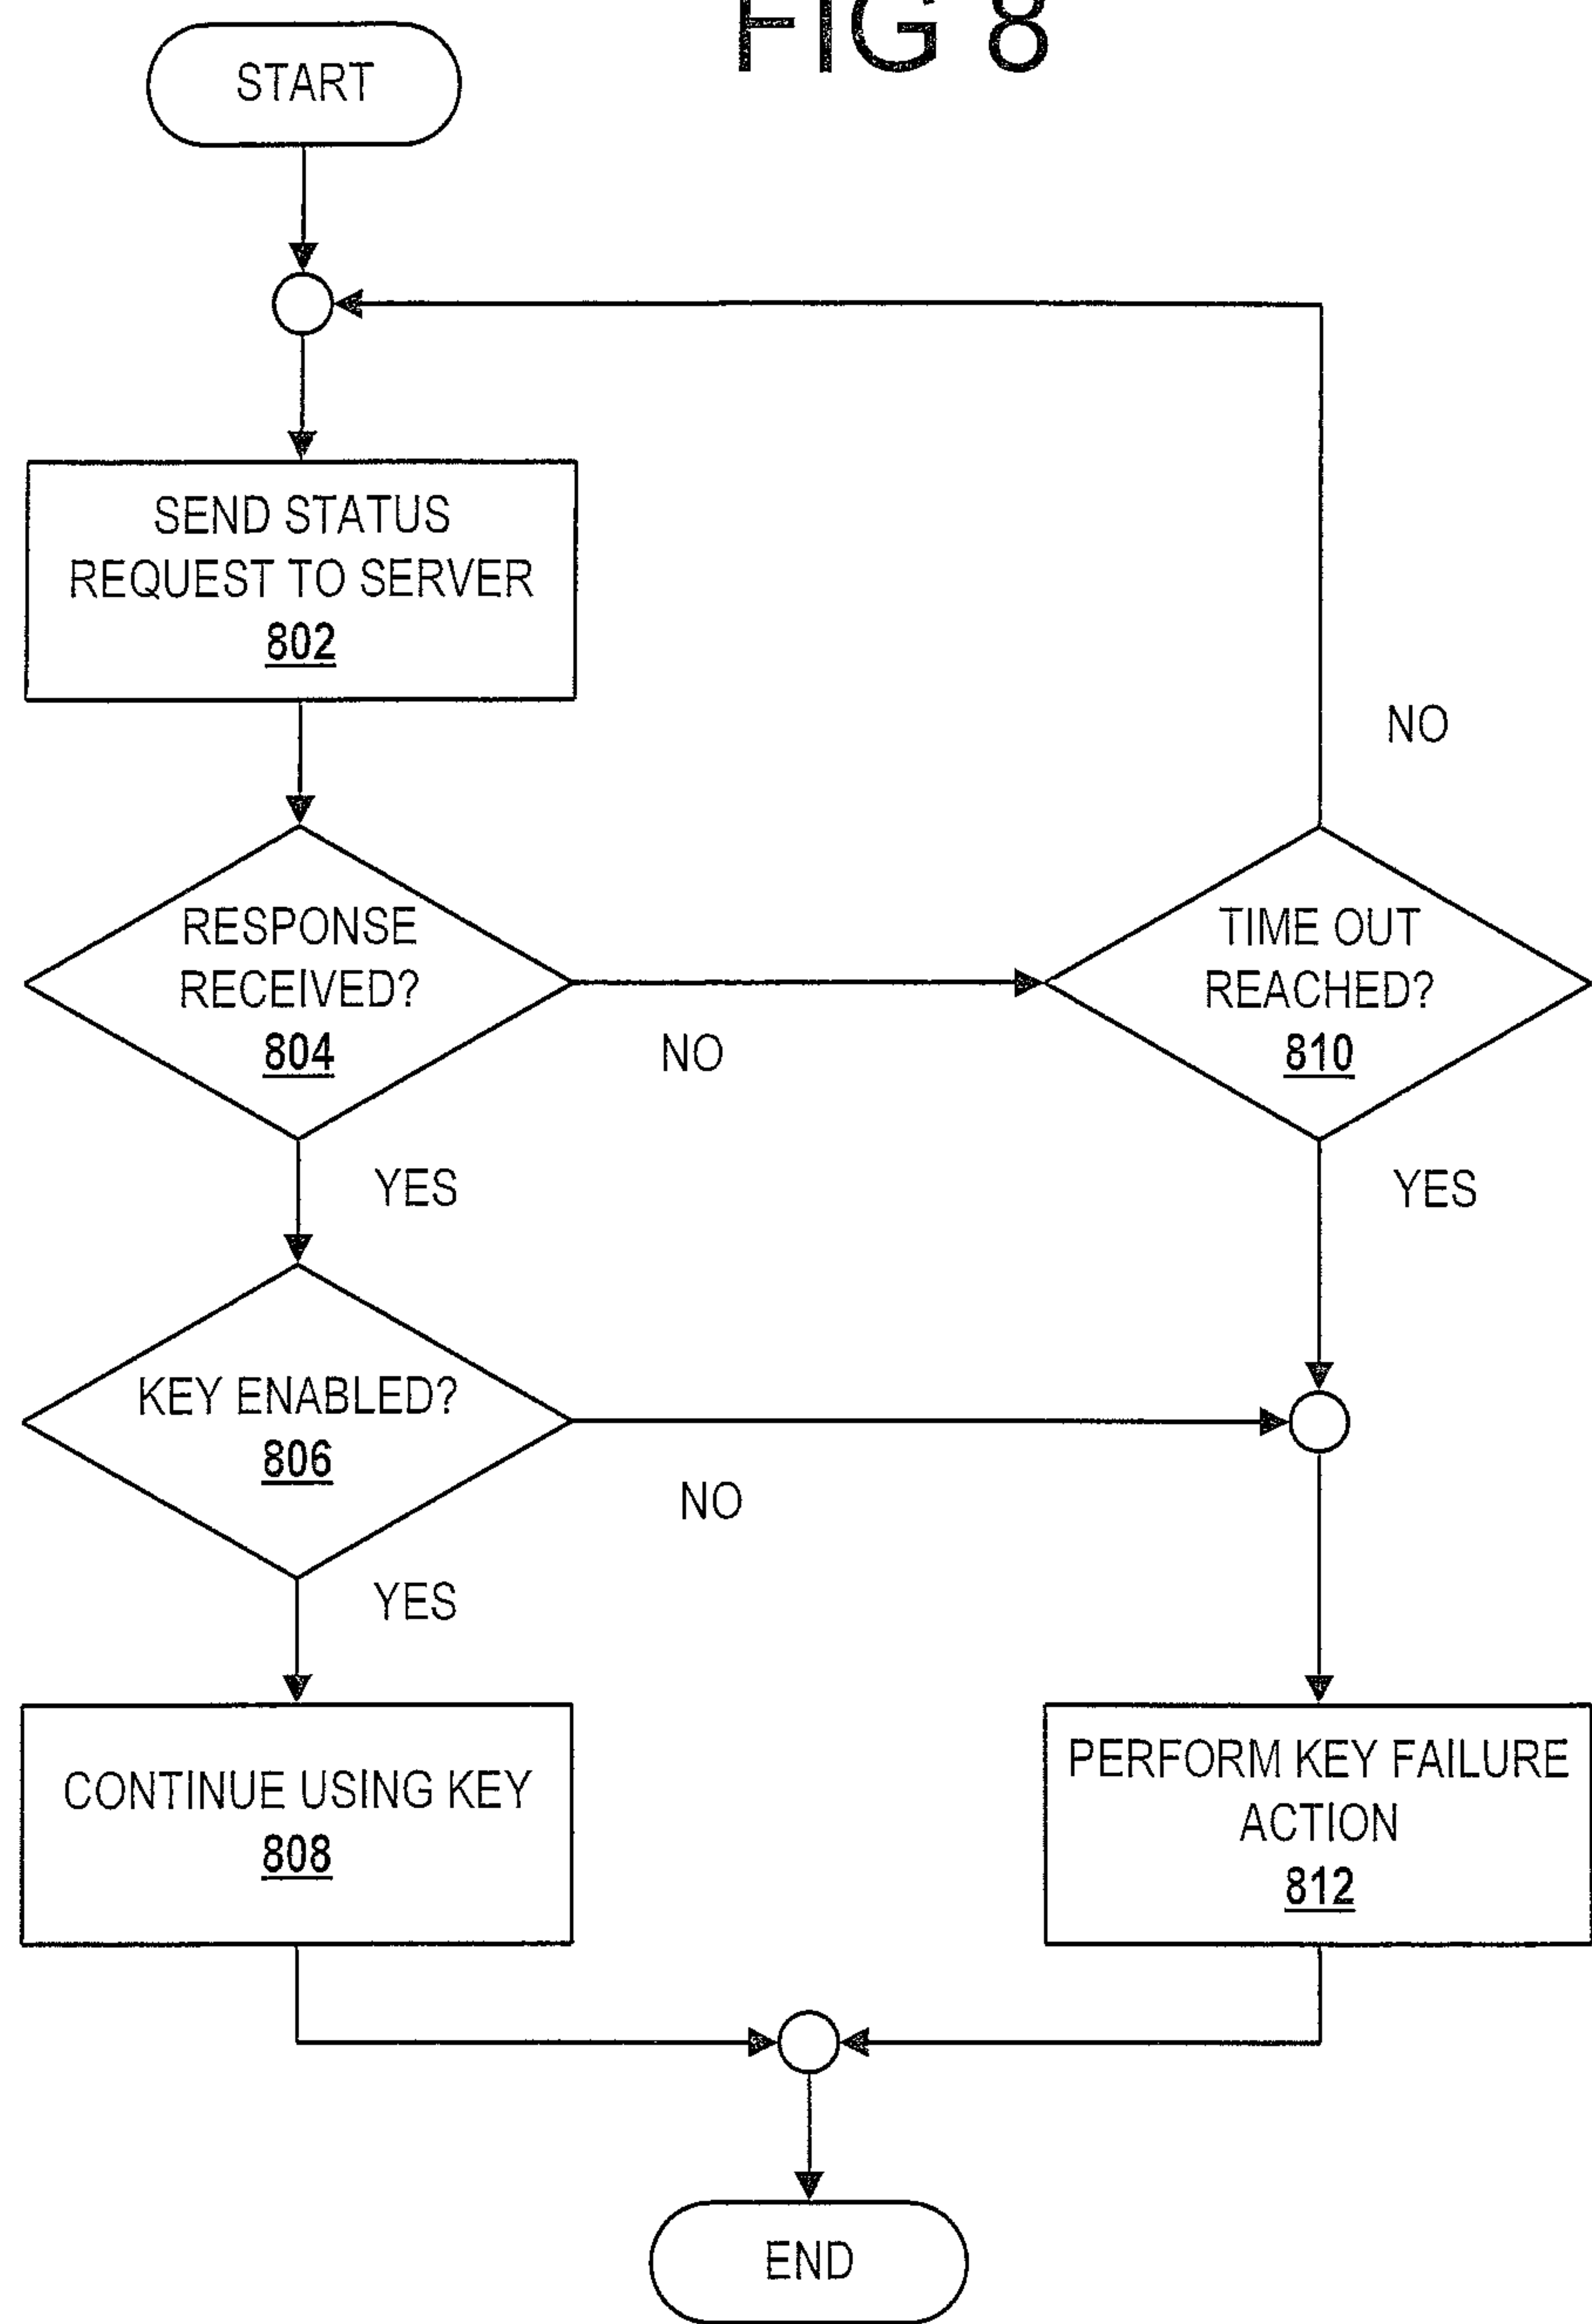 FIG 8
START
SEND STATUS
REQUEST TO SERVER
802
NO
RESPONSE
RECEIVED?
804
NO
TIME OUT
REACHED?
810
YES
YES
KEY ENABLED?
806
NO
YES
CONTINUE USING KEY
808
PERFORM KEY FAILURE
ACTION
812
END